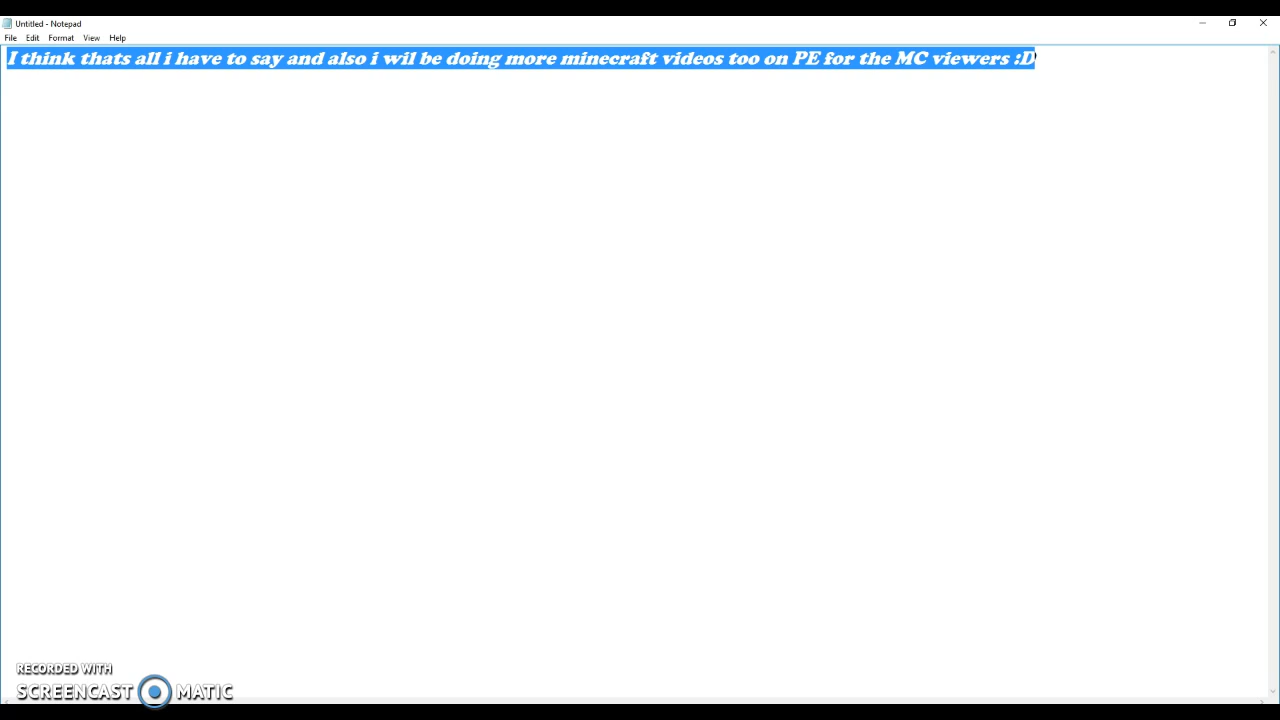 Untitled - Notepad
File Edit Format View Help
I think thats all i have to say and also i wil be doing more minecraft videos too on PE for the MC viewers :D
RECORDED WITH
SCREENCAST MATIC